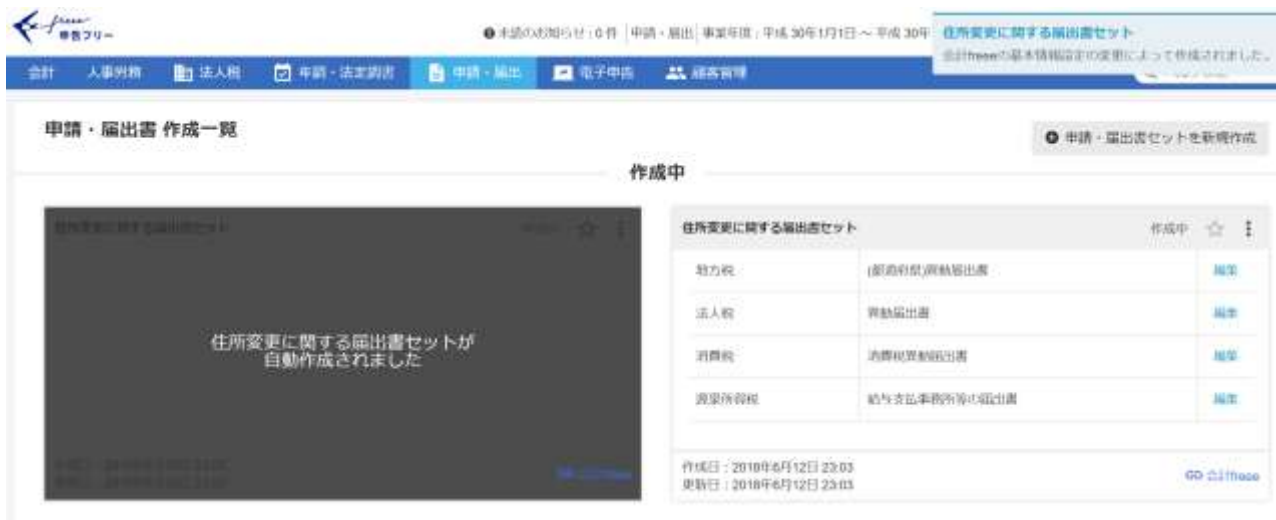 freee
申告フリー
未読のお知らせ：0 件 申請・届出 事業年度：平成 30年1月1日 ～ 平成 30年
住所変更に関する届出書セット
会計freeeの基本情報設定の変更によって作成されました。
会計 人事労務 法人税 申請・届出 電子申告 顧客管理
申請・届出書 作成一覧
申請・届出書セットを新規作成
作成中
住所変更に関する届出書セットが
自動作成されました
住所変更に関する届出書セット 作成中
地方税 (都道府県)異動届出書 編集
法人税 異動届出書 編集
消費税 消費税異動届出書 編集
源泉所得税 給与支払事務所等の届出書 編集
作成日：2018年6月12日 23:03
更新日：2018年6月12日 23:03
会計freee